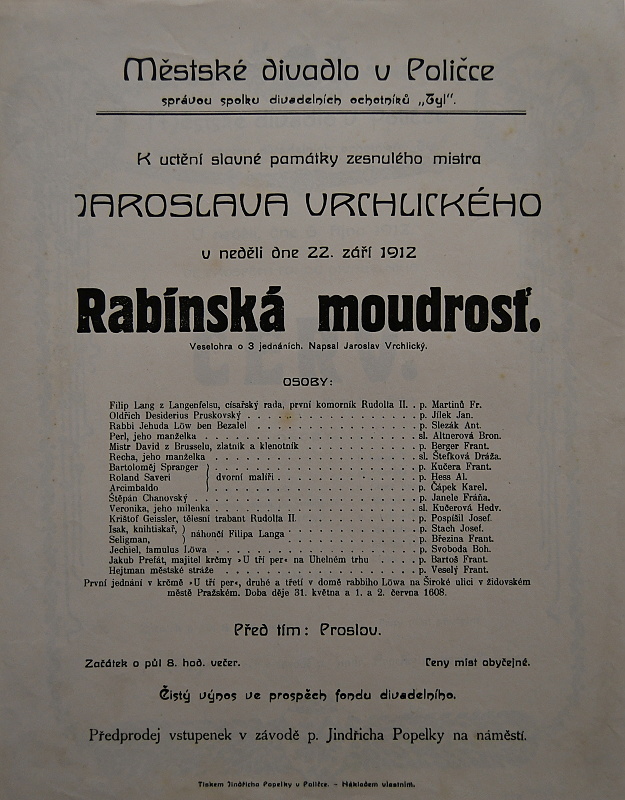 Městské divadlo v Poličce
správou spolku divadelních ochotníků „Tyl".
K uctění slavné památky zesnulého mistra
JAROSLAVA VRCHLICKÉHO
v neděli dne 22. září 1912
Rabínská moudrosť.
Veselohra o 3 jednáních. Napsal Jaroslav Vrchlický.
OSOBY:
Filip Lang z Langenfelsu, císařský rada, první komorník Rudolfa II. . p. Martinů Fr.
Oldřich Desiderius Pruskovský . . . . . . . . . . . . . . . p. Jílek Jan.
Rabbi Jehuda Löw ben Bezalel . . . . . . . . . . . . . . . p. Slezák Ant.
Perl, jeho manželka . . . . . . . . . . . . . . . . . . sl. Altnerová Bron.
Mistr David z Brusselu, zlatník a klenotník . . . . . . . . . . . p. Berger Frant.
Recha, jeho manželka . . . . . . . . . . . . . . . . . . sl. Štefková Dráža.
Bartoloměj Spranger } . . . . . . . . . . . . . p. Kučera Frant.
Roland Saveri } dvorní malíři . . . . . . . . . . . . . p. Hess Al.
Arcimbaldo } . . . . . . . . . . . . . p. Čápek Karel.
Štěpán Chanovský . . . . . . . . . . . . . . . . . . . p. Janele Fráňa.
Veronika, jeho milenka . . . . . . . . . . . . . . . . . sl. Kučerová Hedv.
Krištof Geissler, tělesní trabant Rudolfa II. . . . . . . . . . . . p. Pospíšil Josef.
Isak, knihtiskař, } náhončí Filipa Langa . . . . . . . . . . . p. Stach Josef.
Seligman, } . . . . . . . . . . . p. Březina Frant.
Jechiel, famulus Löwa . . . . . . . . . . . . . . . . . p. Svoboda Boh.
Jakub Prefát, majitel krčmy »U tří per« na Uhelném trhu . . . . p. Bartoš Frant.
Hejtman městské stráže . . . . . . . . . . . . . . . . . p. Veselý Frant.
První jednání v krčmě »U tří per«, druhé a třetí v domě rabbiho Löwa na Široké ulici v židovském
městě Pražském. Doba děje 31. května a 1. a 2. června 1608.
Před tím: Proslov.
Začátek o půl 8. hod. večer. Ceny míst obyčejné.
Čistý výnos ve prospěch fondu divadelního.
Předprodej vstupenek v závodě p. Jindřicha Popelky na náměstí.
Tiskem Jindřicha Popelky v Poličce. - Nákladem vlastním.